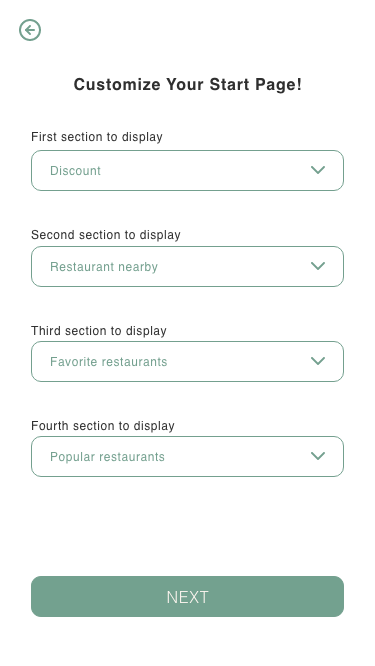 Customize Your Start Page!
First section to display
Discount
Second section to display
Restaurant nearby
Third section to display
Favorite restaurants
Fourth section to display
Popular restaurants
NEXT